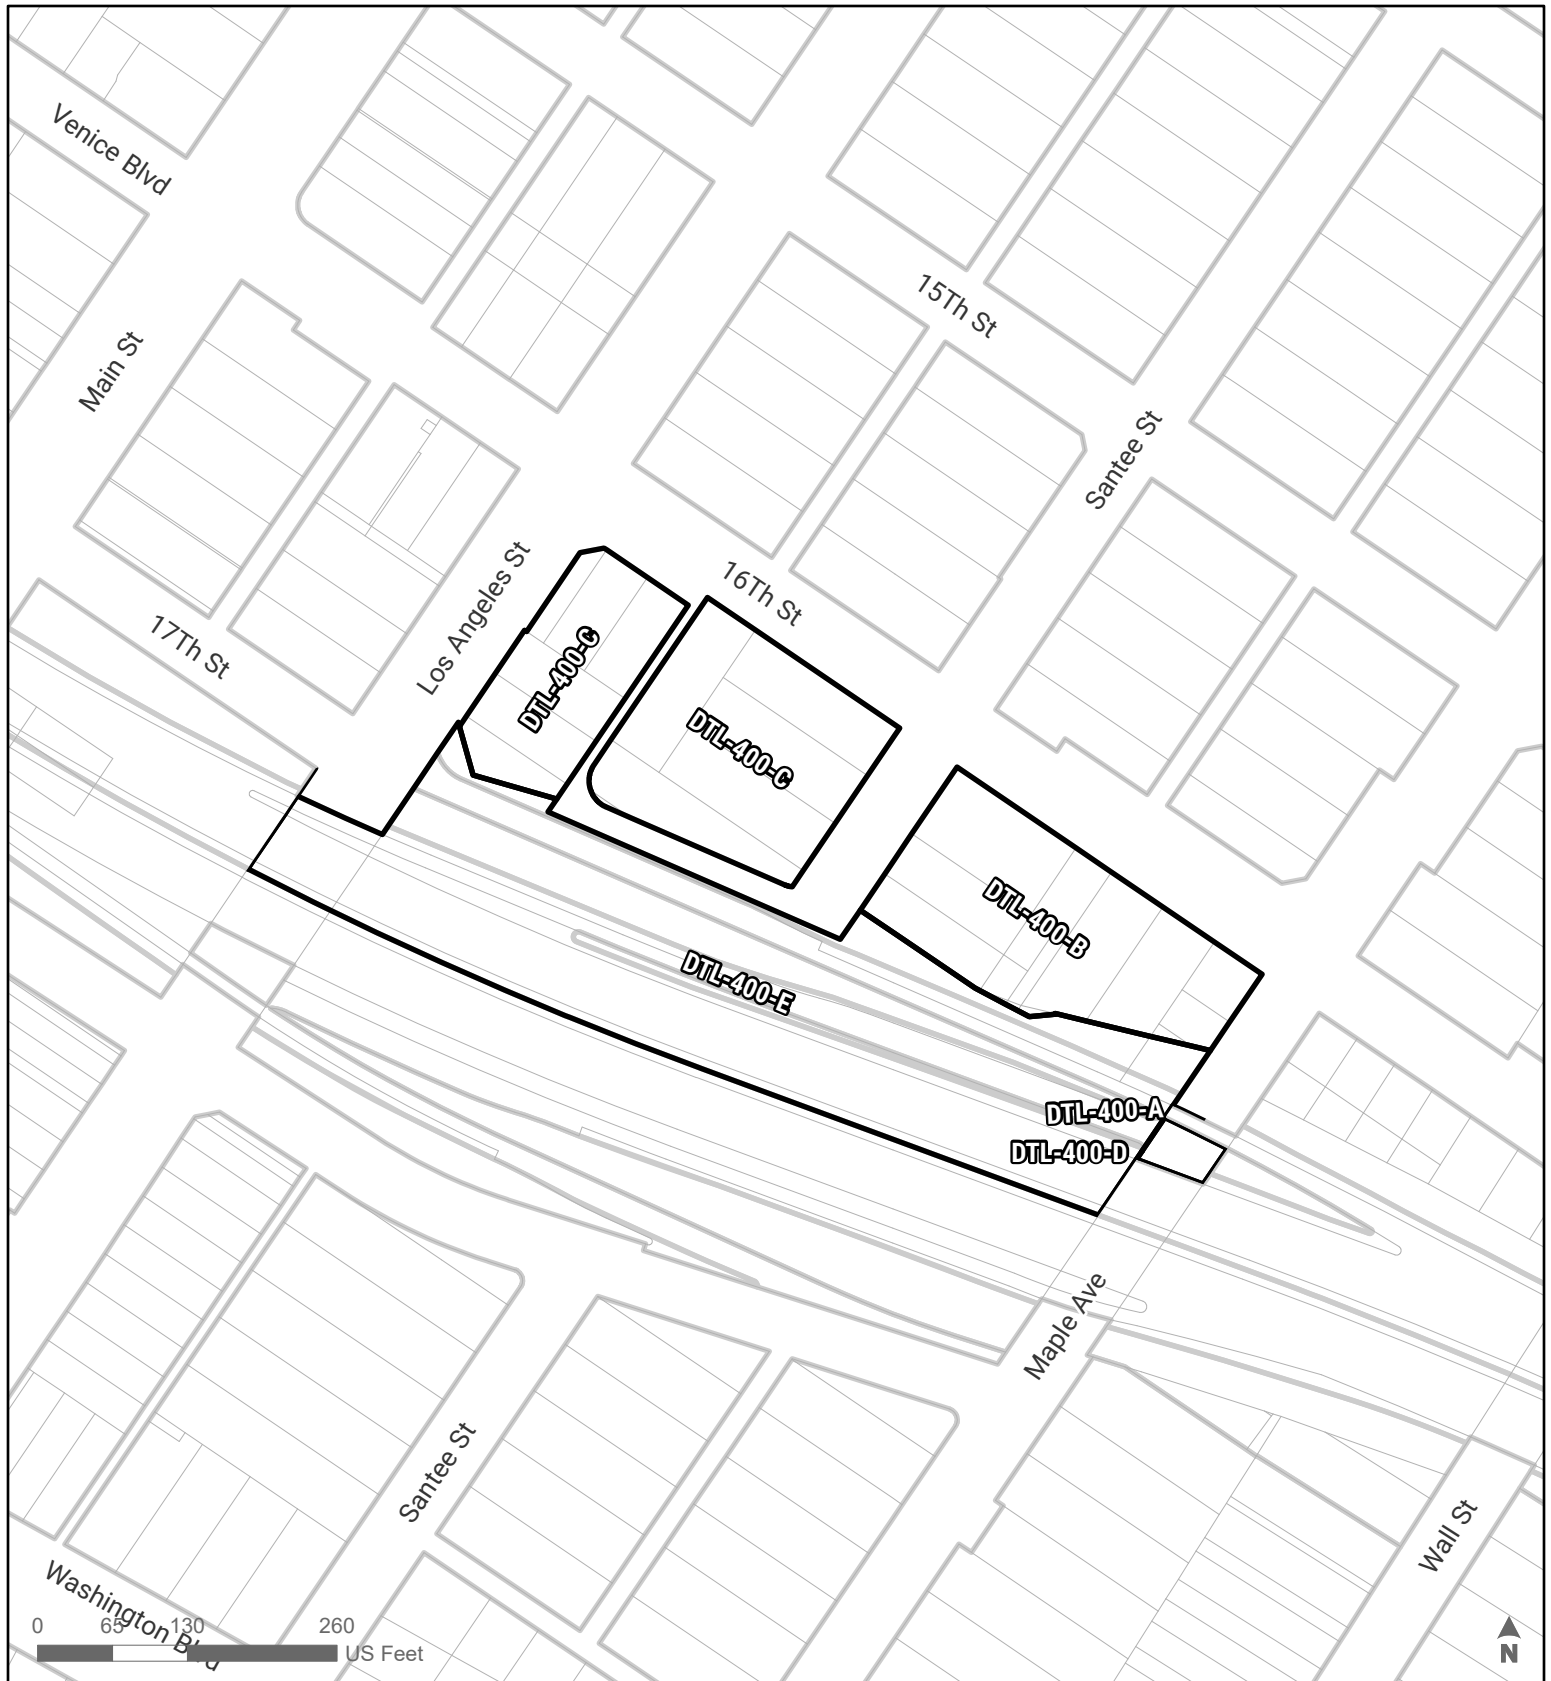 Venice Blvd
15Th St
Main St
Santee St
Los Angeles St
16Th St
17Th St
DTL-400-C
DTL-400-C
DTL-400-B
DTL-400-E
DTL-400-A
DTL-400-D
Maple Ave
Santee St
Wall St
Washington Blvd
0 65 130 260
US Feet
N